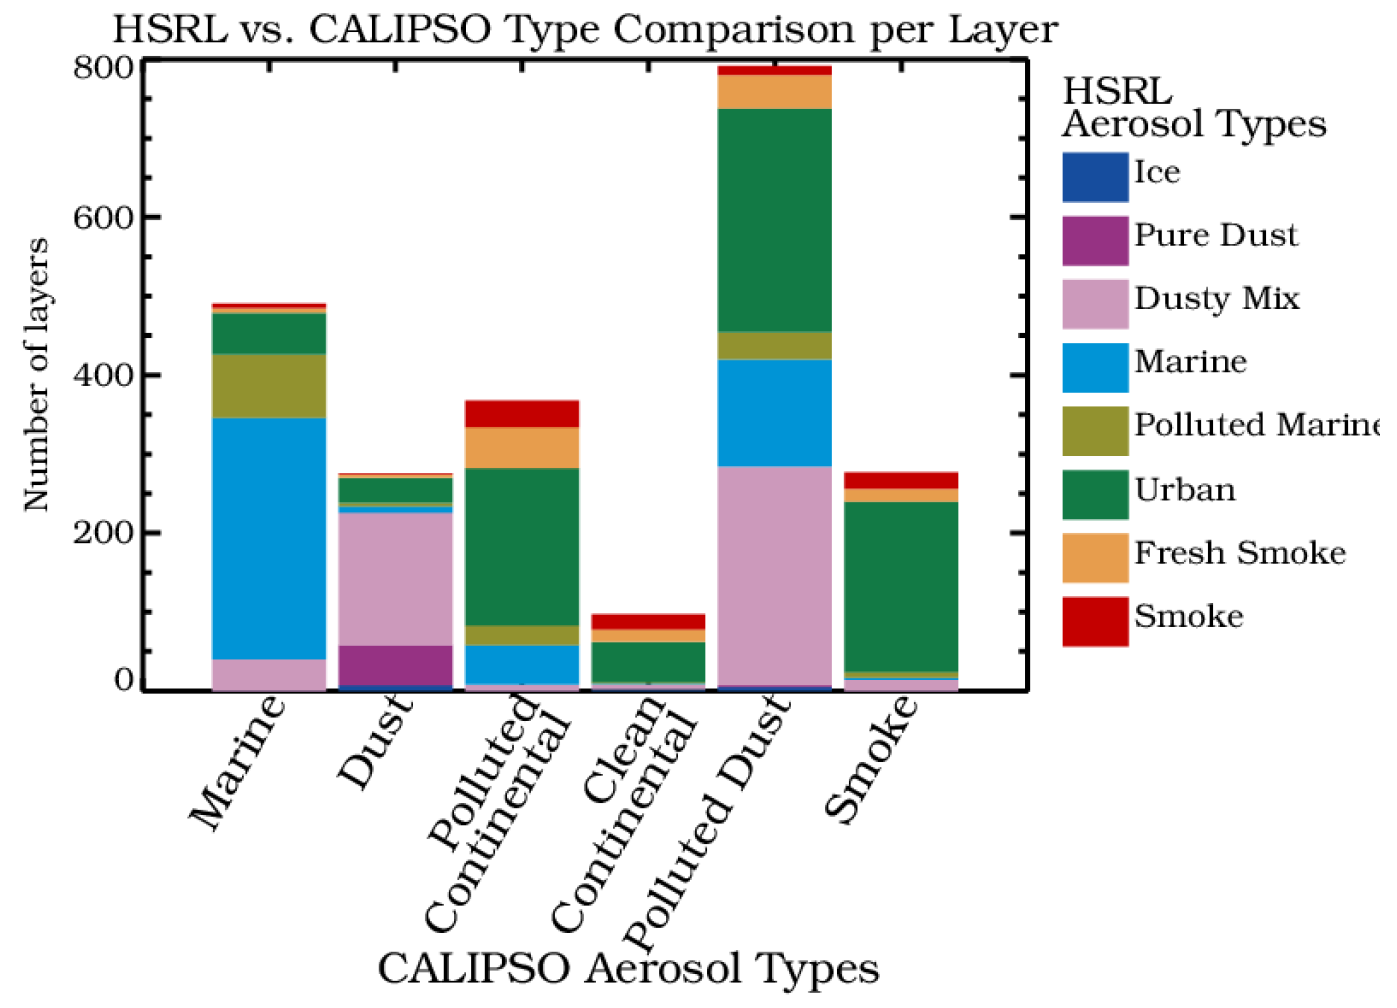 HSRL vs. CALIPSO Type Comparison per Layer
800
600
400
200
0
Number of layers
Marine
Dust
Polluted
Continental
Clean
Continental
Polluted Dust
Smoke
CALIPSO Aerosol Types
HSRL
Aerosol Types
Ice
Pure Dust
Dusty Mix
Marine
Polluted Marine
Urban
Fresh Smoke
Smoke